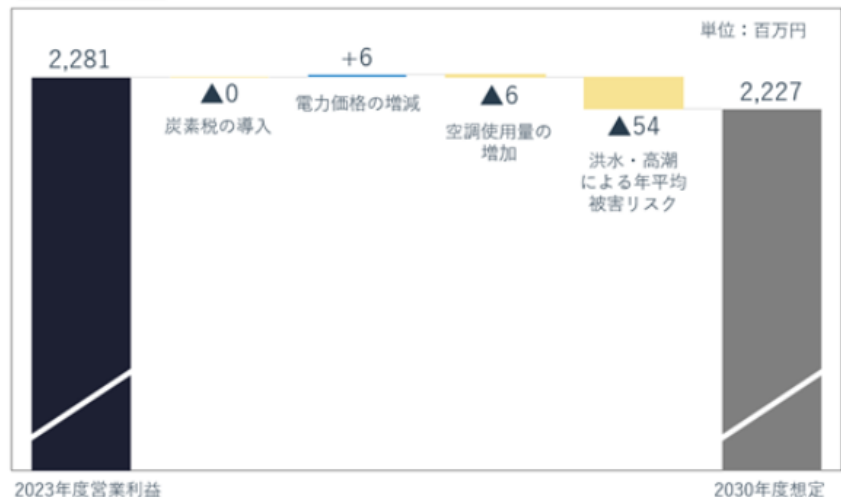 単位：百万円
2,281
▲0
炭素税の導入
+6
電力価格の増減
▲6
空調使用量の
増加
▲54
洪水・高潮
による年平均
被害リスク
2,227
2023年度営業利益
2030年度想定